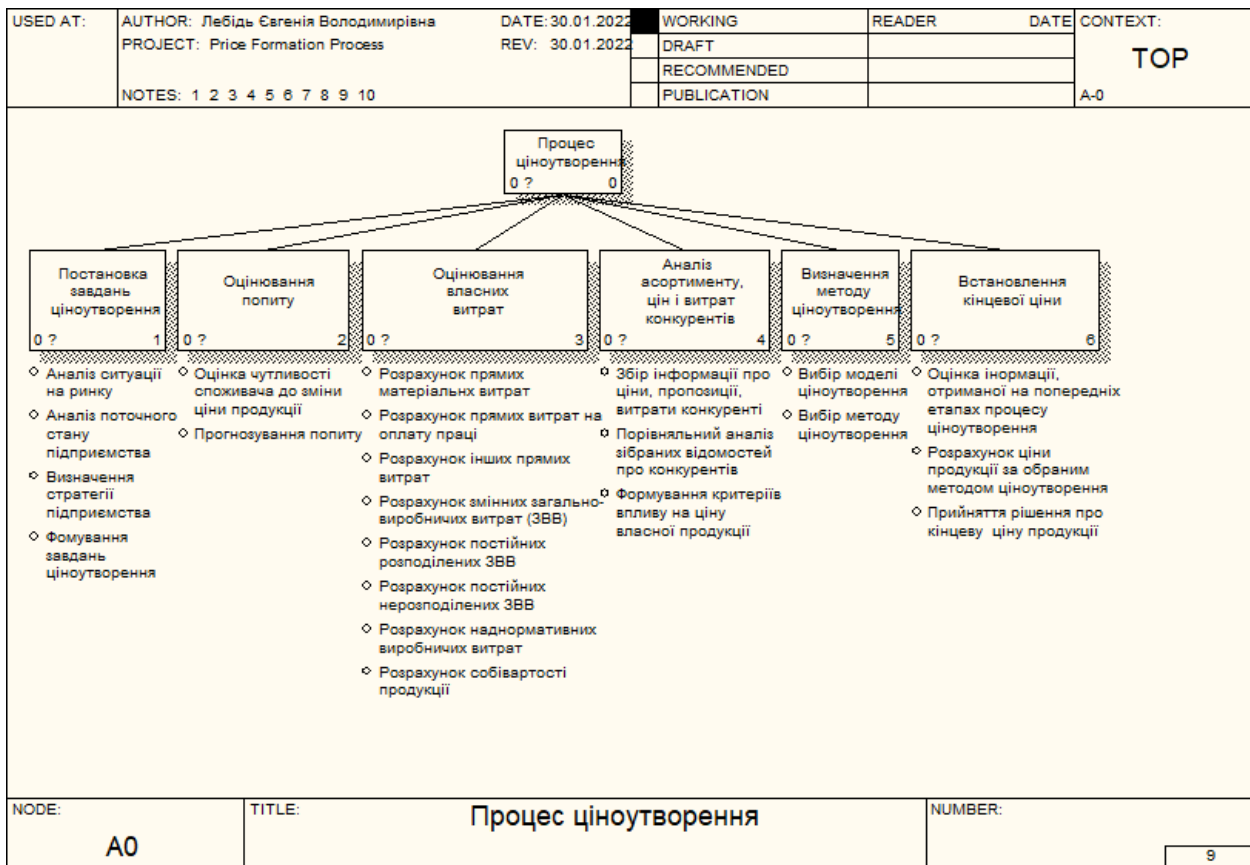 USED AT:
AUTHOR: Лебідь Євгенія Володимирівна
DATE: 30.01.2022
PROJECT: Price Formation Process
REV: 30.01.2022
NOTES: 1 2 3 4 5 6 7 8 9 10
WORKING
DRAFT
RECOMMENDED
PUBLICATION
READER
DATE
CONTEXT:
TOP
A-0
Процес
ціноутворення
0 ?
0
Постановка
завдань
ціноутворення
0 ?
1
Оцінювання
попиту
0 ?
2
Оцінювання
власних
витрат
0 ?
3
Аналіз
асортименту,
цін і витрат
конкурентів
0 ?
4
Визначення
методу
ціноутворення
0 ?
5
Встановлення
кінцевої ціни
0 ?
6
Аналіз ситуації
на ринку
Аналіз поточного
стану
підприємства
Визначення
стратегії
підприємства
Фомування
завдань
ціноутворення
Оцінка чутливості
споживача до зміни
ціни продукції
Прогнозування попиту
Розрахунок прямих
матеріальнх витрат
Розрахунок прямих витрат на
оплату праці
Розрахунок інших прямих
витрат
Розрахунок змінних загально-
виробничих витрат (ЗВВ)
Розрахунок постійних
розподілених ЗВВ
Розрахунок постійних
нерозподілених ЗВВ
Розрахунок наднормативних
виробничих витрат
Розрахунок собівартості
продукції
Збір інформації про
ціни, пропозиції,
витрати конкуренті
Порівняльний аналіз
зібраних відомостей
про конкурентів
Формування критеріїв
впливу на ціну
власної продукції
Вибір моделі
ціноутворення
Вибір методу
ціноутворення
Оцінка інормації,
отриманої на попередніх
етапах процесу
ціноутворення
Розрахунок ціни
продукції за обраним
методом ціноутворення
Прийняття рішення про
кінцеву ціну продукції
NODE:
A0
TITLE:
Процес ціноутворення
NUMBER:
9